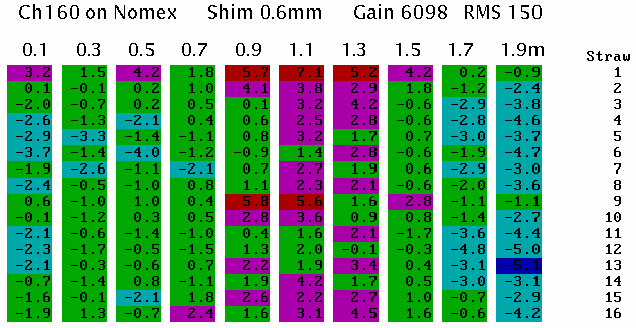 Ch160 on Nomex Shim 0.6mm Gain 6098 RMS 150
0.1 0.3 0.5 0.7 0.9 1.1 1.3 1.5 1.7 1.9m Straw
3.2 1.5 4.2 1.8 5.7 7.1 5.2 4.2 0.2 -0.9 1
0.1 -0.1 0.2 1.0 4.1 3.8 2.9 1.8 -1.2 -2.4 2
-2.0 -0.7 0.2 0.5 0.1 3.2 4.2 -0.6 -2.9 -3.8 3
-2.6 -1.3 -2.1 0.4 0.6 2.5 2.8 -0.6 -2.8 -4.6 4
-2.9 -3.3 -1.4 -1.1 0.8 3.2 1.7 0.7 -3.0 -3.7 5
-3.7 -1.4 -4.0 -1.2 -0.9 1.4 2.8 -0.6 -1.9 -4.7 6
-1.9 -2.6 -1.1 -2.1 0.7 2.7 1.9 0.6 -2.9 -3.0 7
-2.4 -0.5 -1.0 0.8 1.1 2.3 2.1 -0.6 -2.0 -3.6 8
0.6 -1.0 1.0 0.4 5.8 5.6 1.6 2.8 -1.1 -1.1 9
-0.1 -1.2 0.3 0.5 2.8 3.6 0.9 0.8 -1.4 -2.7 10
-2.1 -0.6 -0.9 -1.0 0.4 1.6 2.1 -1.7 -3.6 -4.4 11
-2.3 -1.7 -0.5 -1.5 1.3 2.0 -0.1 -0.3 -4.8 -5.0 12
-2.1 -0.3 -0.6 0.7 2.2 1.9 3.4 0.4 -3.1 13
-0.7 -1.4 0.8 -1.1 1.9 4.2 1.7 0.5 -3.0 -3.1 14
-1.6 -0.1 -2.1 1.8 2.6 2.2 2.7 1.0 -0.7 -2.9 15
-1.9 1.3 -0.7 2.4 1.6 3.1 4.5 1.6 -0.6 -4.2 16